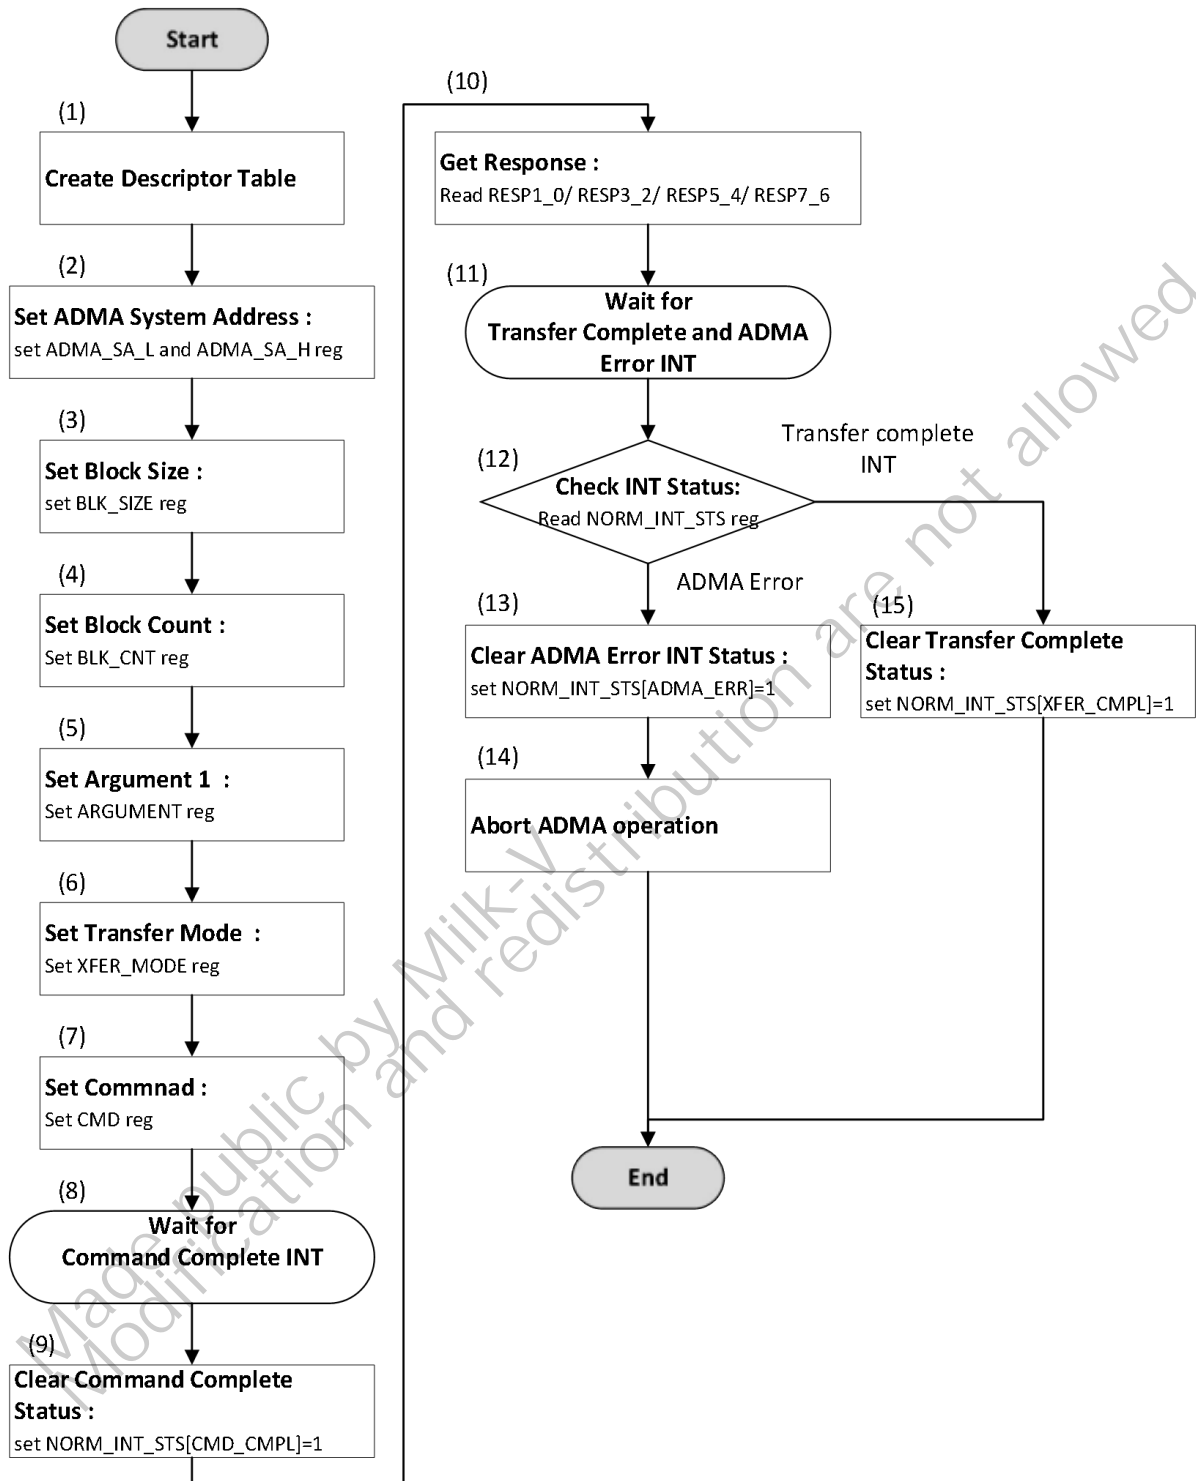 Start
(1)
Create Descriptor Table
(2)
Set ADMA System Address :
set ADMA_SA_L and ADMA_SA_H reg
(3)
Set Block Size :
set BLK_SIZE reg
(4)
Set Block Count :
Set BLK_CNT reg
(5)
Set Argument 1 :
Set ARGUMENT reg
(6)
Set Transfer Mode :
Set XFER_MODE reg
(7)
Set Commnad :
Set CMD reg
(8)
Wait for
Command Complete INT
(9)
Clear Command Complete
Status :
set NORM_INT_STS[CMD_CMPL]=1
(10)
Get Response :
Read RESP1_0/ RESP3_2/ RESP5_4/ RESP7_6
(11)
Wait for
Transfer Complete and ADMA
Error INT
(12)
Check INT Status:
Read NORM_INT_STS reg
Transfer complete
INT
ADMA Error
(13)
Clear ADMA Error INT Status :
set NORM_INT_STS[ADMA_ERR]=1
(14)
Abort ADMA operation
(15)
Clear Transfer Complete
Status :
set NORM_INT_STS[XFER_CMPL]=1
End
Made public by Milk-V
Modification and redistribution are not allowed